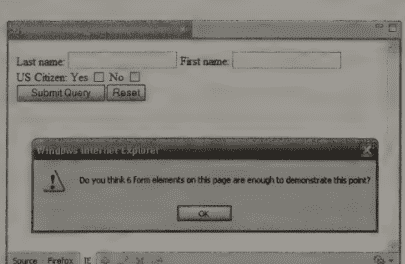 Last name: First name:
US Citizen: Yes No
Submit Query Reset
Windows Internet Explorer
Do you think 6 form elements on this page are enough to demonstrate this point?
OK
Source Firefox IE